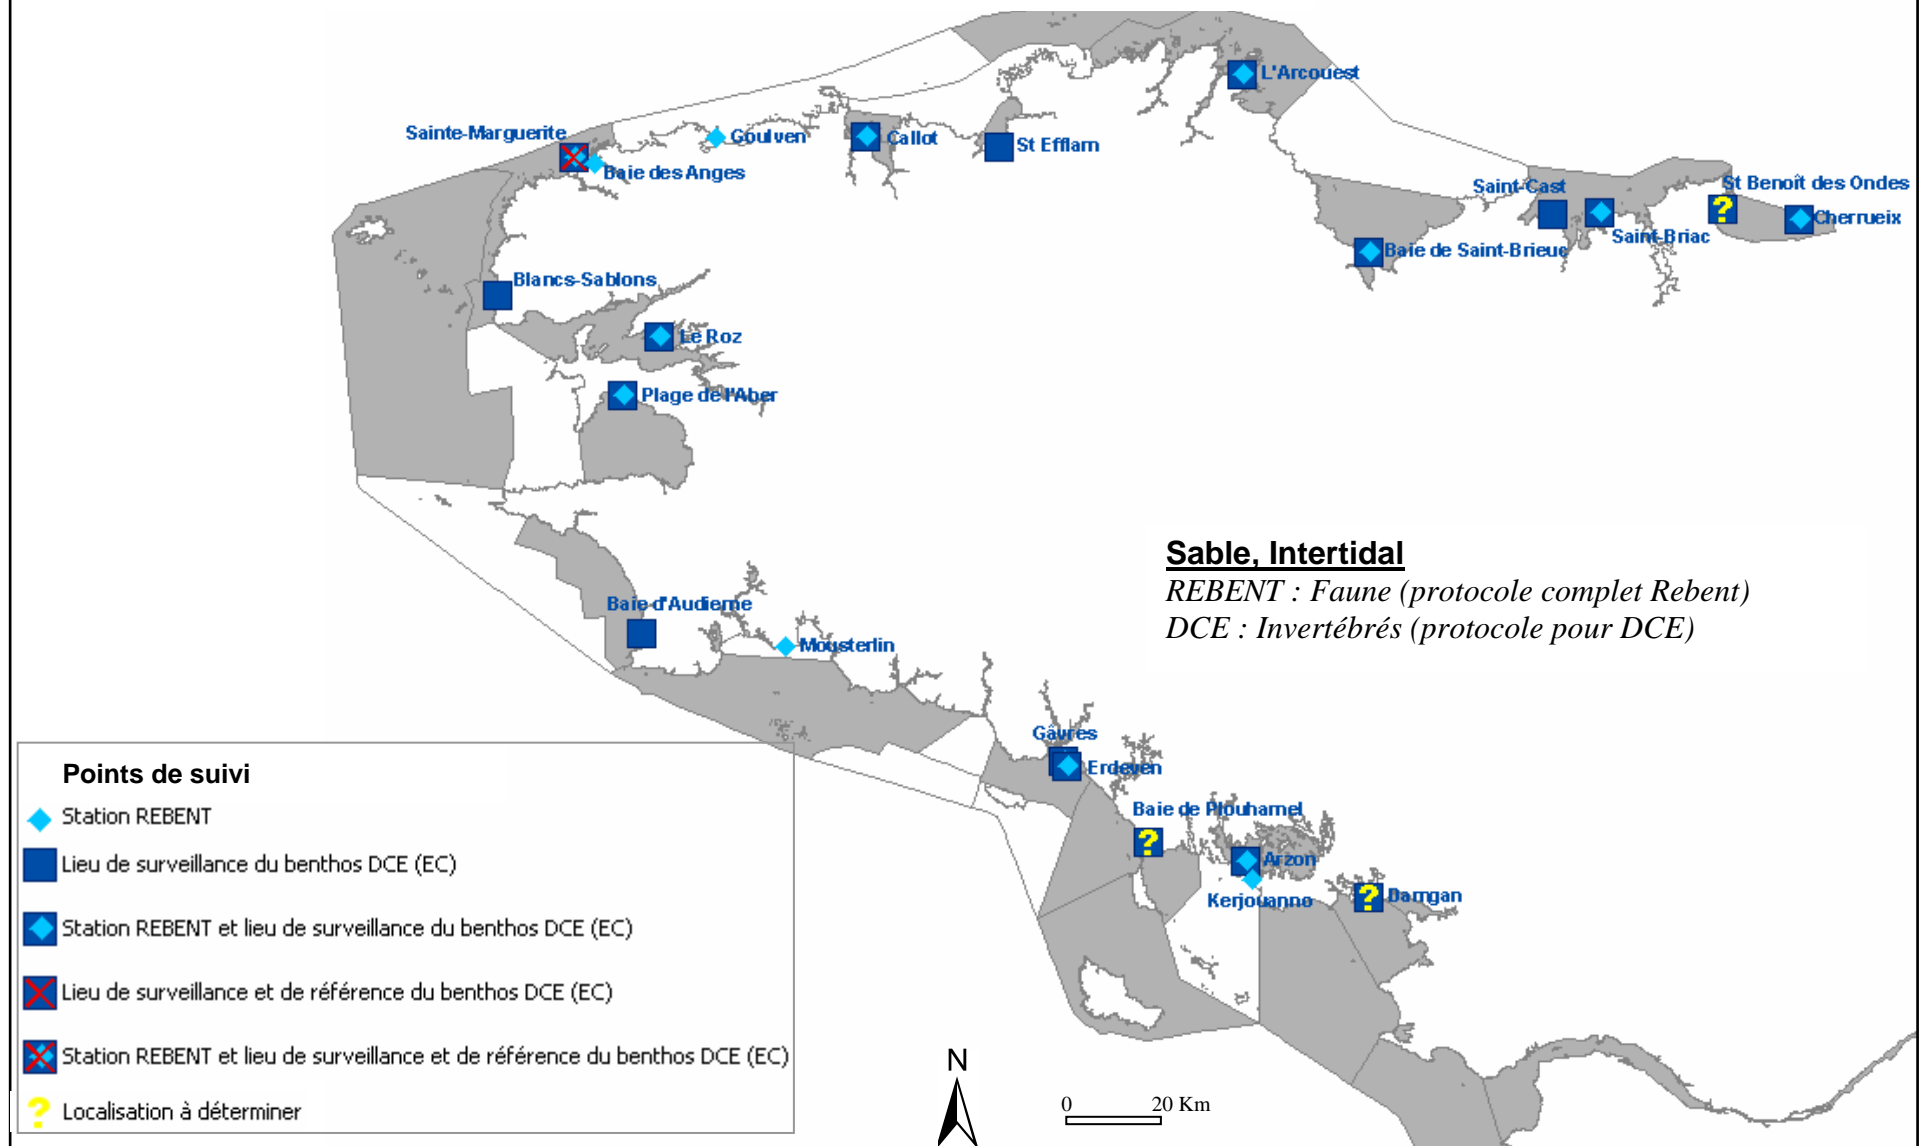 L'Arcouest
Sainte-Marguerite
Goulven
Callot
St Efflam
Baie des Anges
Saint-Cast
St Benoît des Ondes
?
Cherrueix
Saint-Briac
Baie de Saint-Brieuc
Blancs-Sablons
Le Roz
Plage de l'Aber
Sable, Intertidal
REBENT : Faune (protocole complet Rebent)
DCE : Invertébrés (protocole pour DCE)
Baie d'Audierne
Mousterlin
Gâvres
Erdeven
Baie de Plouharnel
?
Arzon
Kerjouanno
?
Damgan
Points de suivi
Station REBENT
Lieu de surveillance du benthos DCE (EC)
Station REBENT et lieu de surveillance du benthos DCE (EC)
Lieu de surveillance et de référence du benthos DCE (EC)
Station REBENT et lieu de surveillance et de référence du benthos DCE (EC)
? Localisation à déterminer
N
0 20 Km